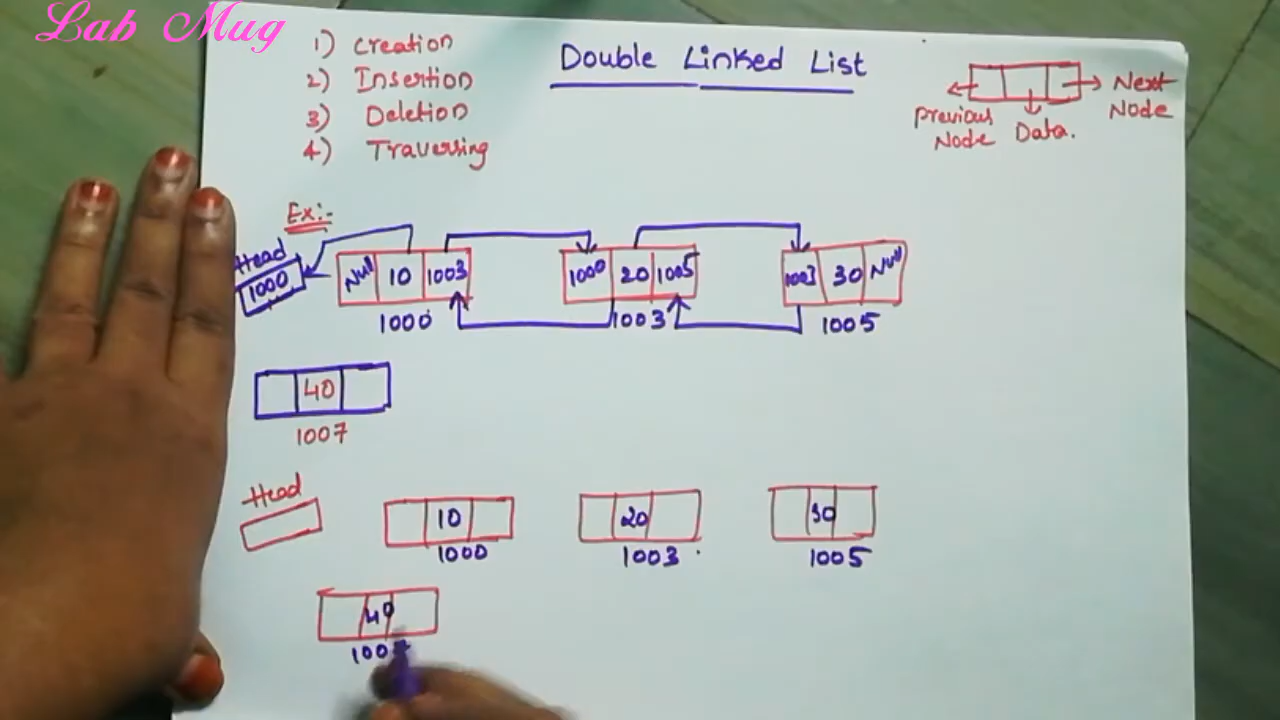 Lab Mug
1) Creation
2) Insertion
3) Deletion
4) Traversing
Double Linked List
Previous Node
Data.
Next Node
Ex:-
Head
1000
Null 10 1003
1000
1000 20 1005
1003
1003 30 Null
1005
40
1007
Head
10
1000
20
1003
30
1005
40